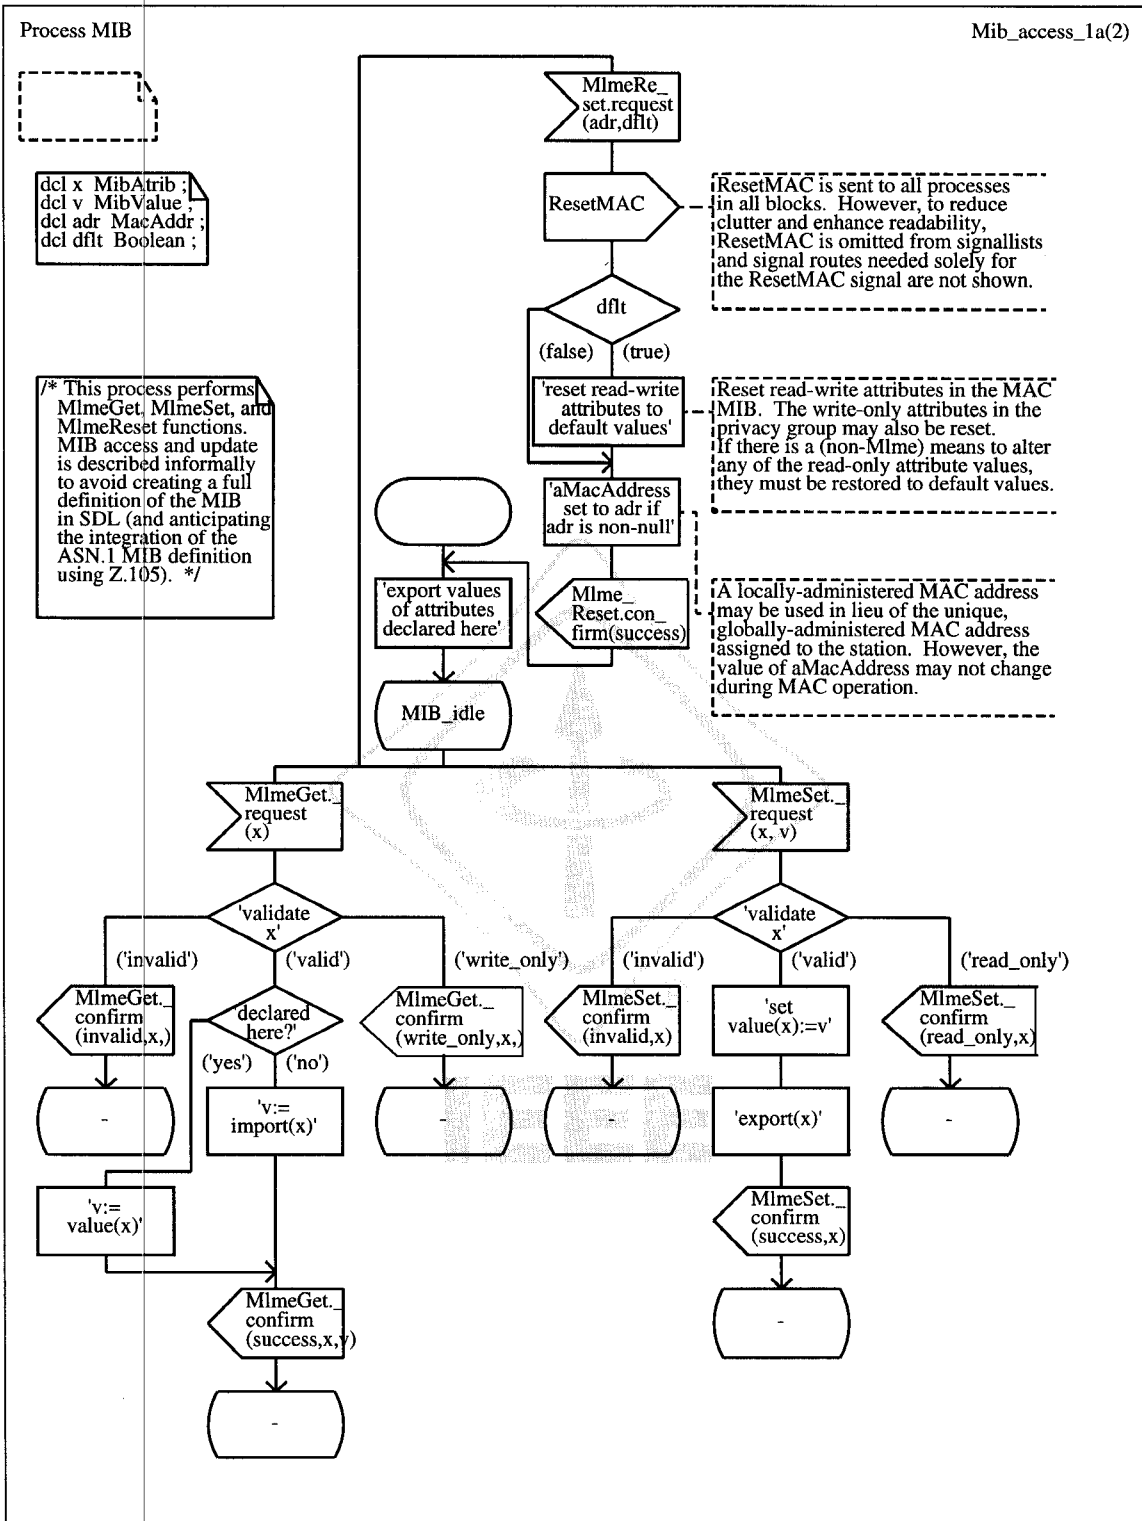 Process MIB
Mib_access_1a(2)
dcl x MibAtrib ;
dcl v MibValue ;
dcl adr MacAddr ;
dcl dflt Boolean ;
/* This process performs
MlmeGet, MlmeSet, and
MlmeReset functions.
MIB access and update
is described informally
to avoid creating a full
definition of the MIB
in SDL (and anticipating
the integration of the
ASN.1 MIB definition
using Z.105). */
MlmeRe_
set.request
(adr,dflt)
ResetMAC
ResetMAC is sent to all processes
in all blocks. However, to reduce
clutter and enhance readability,
ResetMAC is omitted from signallists
and signal routes needed solely for
the ResetMAC signal are not shown.
dflt
(false)
(true)
'reset read-write
attributes to
default values'
Reset read-write attributes in the MAC
MIB. The write-only attributes in the
privacy group may also be reset.
If there is a (non-Mlme) means to alter
any of the read-only attribute values,
they must be restored to default values.
'aMacAddress
set to adr if
adr is non-null'
'export values
of attributes
declared here'
Mlme_
Reset.con_
firm(success)
A locally-administered MAC address
may be used in lieu of the unique,
globally-administered MAC address
assigned to the station. However, the
value of aMacAddress may not change
during MAC operation.
MIB_idle
MlmeGet._
request
(x)
MlmeSet._
request
(x, v)
'validate
x'
'validate
x'
('invalid')
('valid')
('write_only')
('invalid')
('valid')
('read_only')
MlmeGet._
confirm
(invalid,x,)
'declared
here?'
MlmeGet._
confirm
(write_only,x,)
MlmeSet._
confirm
(invalid,x)
'set
value(x):=v'
MlmeSet._
confirm
(read_only,x)
('yes')
('no')
-
'v:=
import(x)'
-
-
'export(x)'
-
'v:=
value(x)'
MlmeSet._
confirm
(success,x)
MlmeGet._
confirm
(success,x,v)
-
-
IEEE